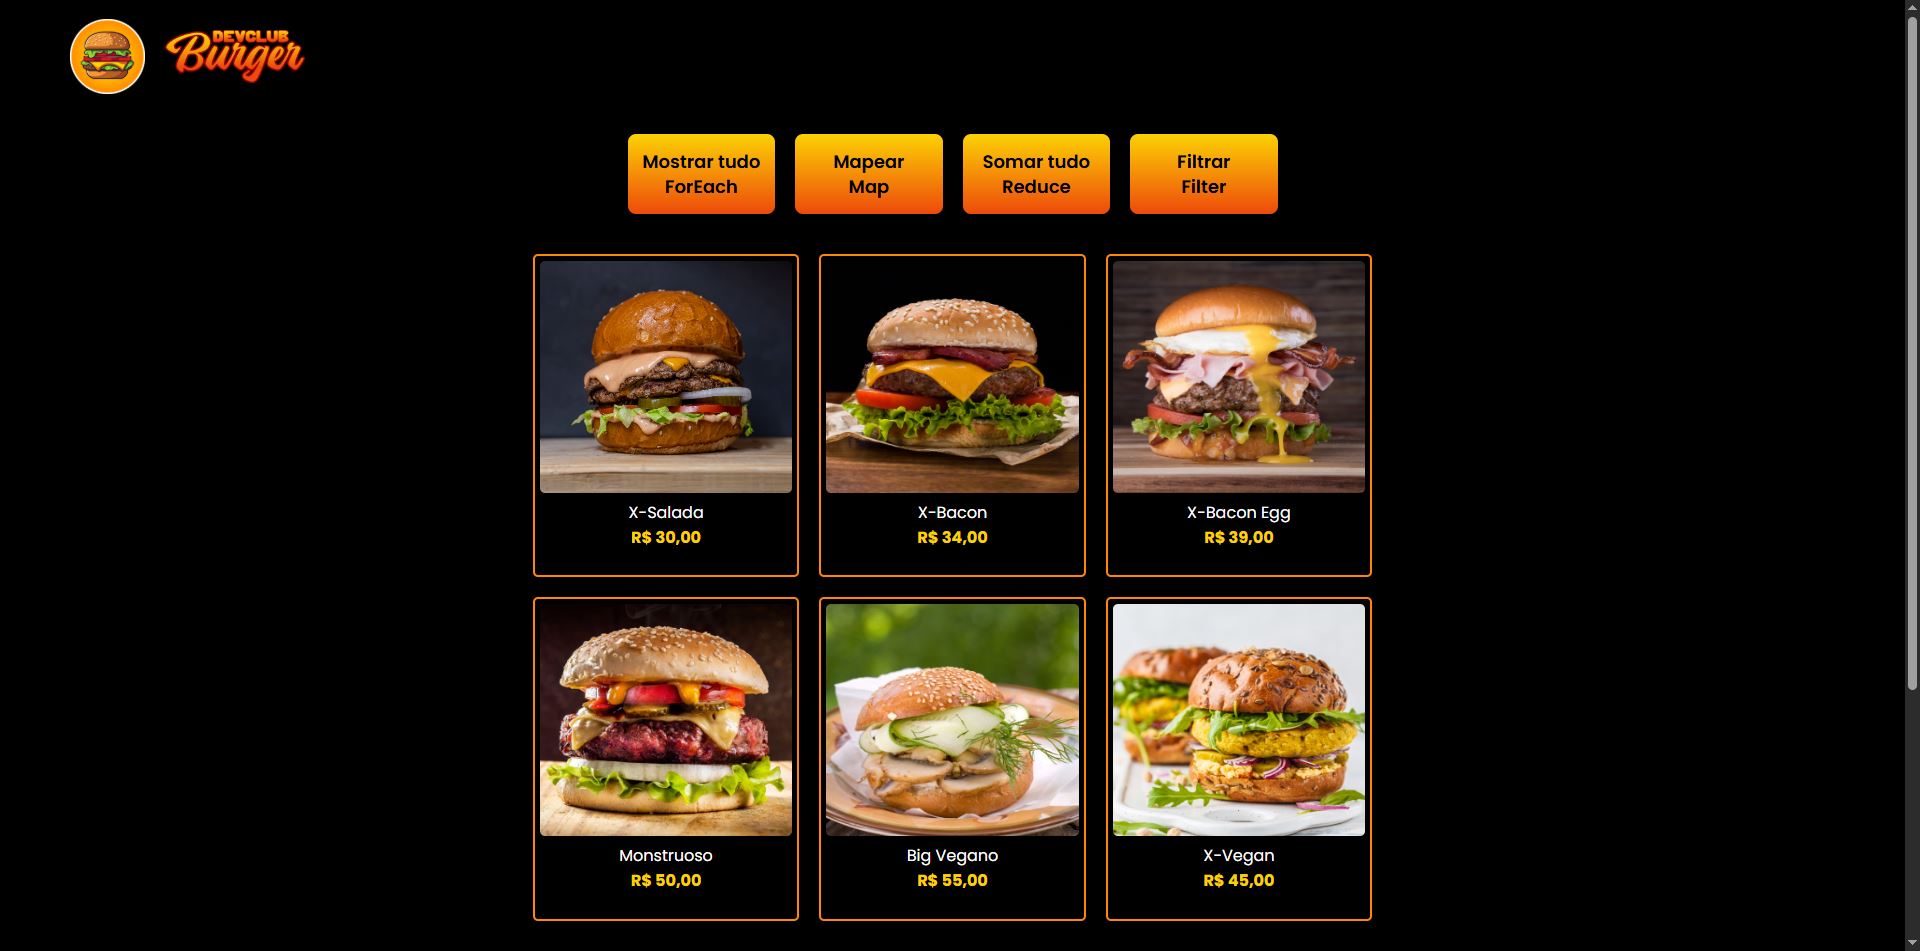 DEVCLUB
Burger
Mostrar tudo
ForEach
Mapear
Map
Somar tudo
Reduce
Filtrar
Filter
X-Salada
R$ 30,00
X-Bacon
R$ 34,00
X-Bacon Egg
R$ 39,00
Monstruoso
R$ 50,00
Big Vegano
R$ 55,00
X-Vegan
R$ 45,00